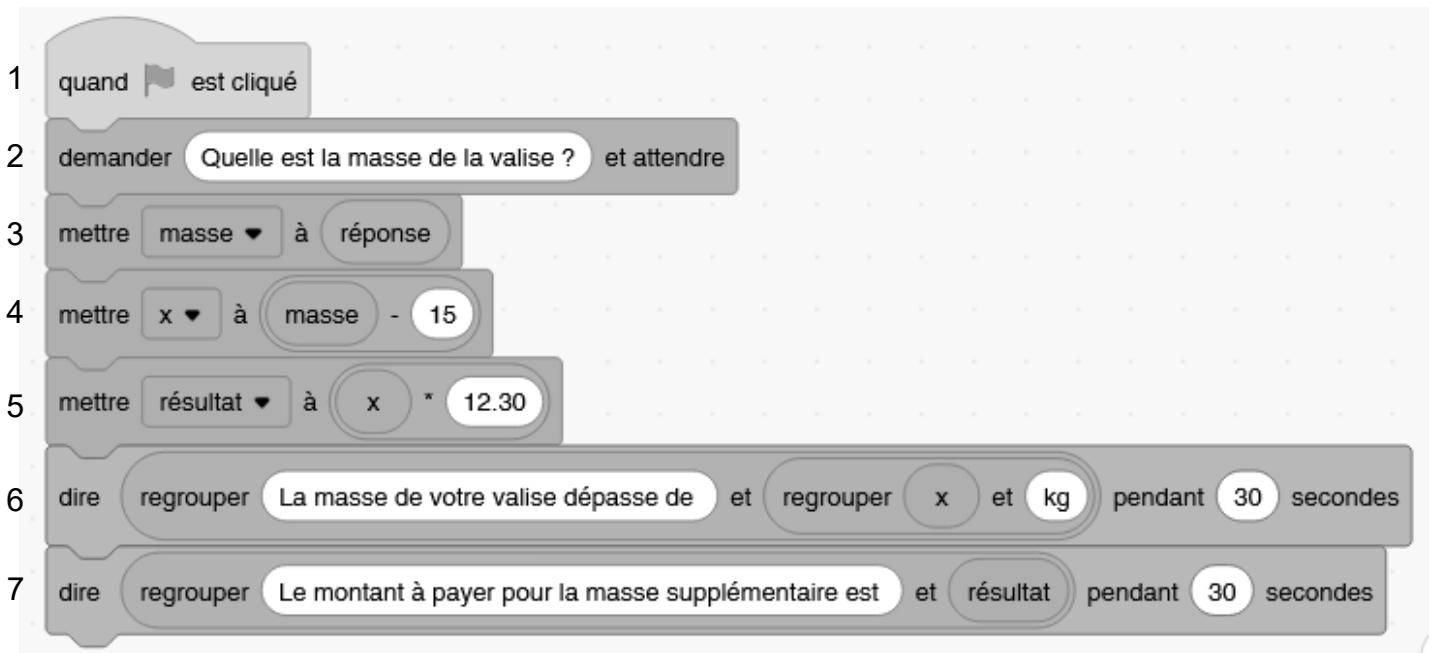 1 quand est cliqué
2 demander Quelle est la masse de la valise ? et attendre
3 mettre masse à réponse
4 mettre x à masse - 15
5 mettre résultat à x * 12.30
6 dire regrouper La masse de votre valise dépasse de et regrouper x et kg pendant 30 secondes
7 dire regrouper Le montant à payer pour la masse supplémentaire est et résultat pendant 30 secondes